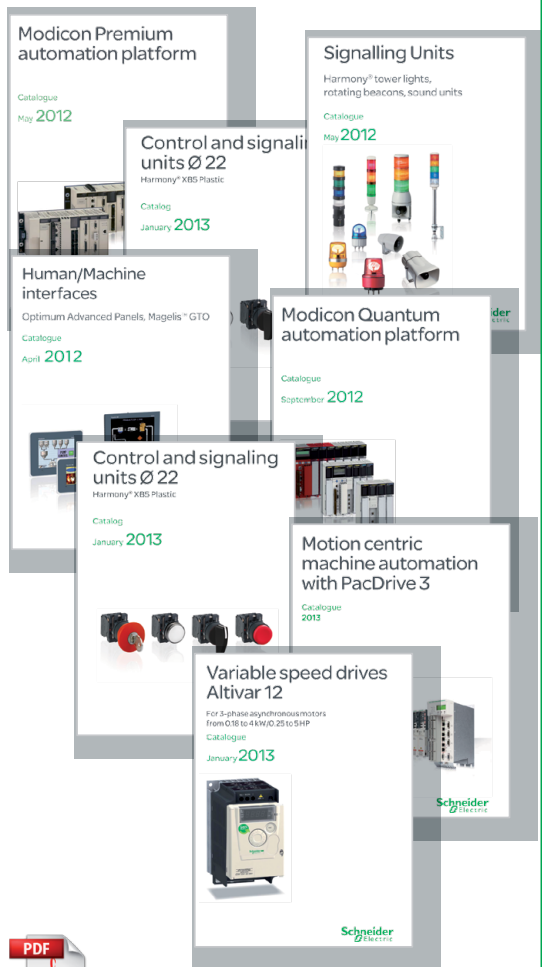 Modicon Premium
automation platform
Catalogue
May 2012
Signalling Units
Harmony® tower lights,
rotating beacons, sound units
Catalogue
May 2012
Control and signali
units Ø 22
Harmony® XB5 Plastic
Catalog
January 2013
Human/Machine
interfaces
Optimum Advanced Panels, Magelis™ GTO
Catalogue
April 2012
Modicon Quantum
automation platform
Catalogue
September 2012
Control and signaling
units Ø 22
Harmony® XB5 Plastic
Catalog
January 2013
Motion centric
machine automation
with PacDrive 3
Catalogue
2013
Schneider
Electric
Variable speed drives
Altivar 12
For 3-phase asynchronous motors
from 0.18 to 4 kW/0.25 to 5 HP
Catalogue
January 2013
Schneider
Electric
PDF